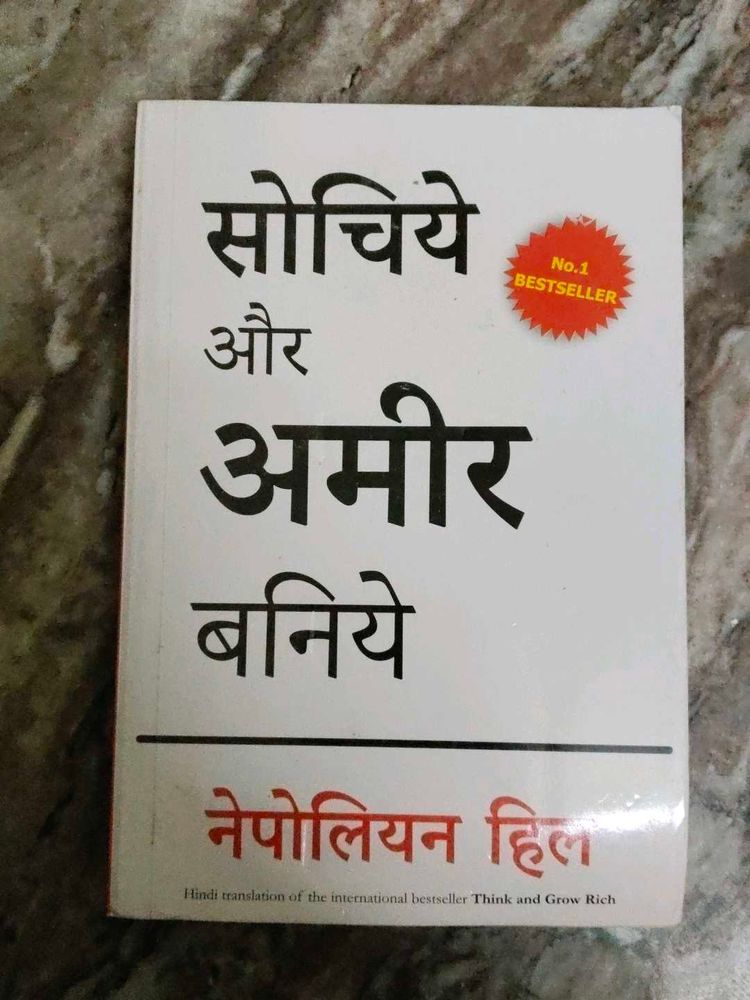 सोचिये
No.1
BESTSELLER
और
अमीर
बनिये
नेपोलियन हिल
Hindi translation of the international bestseller Think and Grow Rich